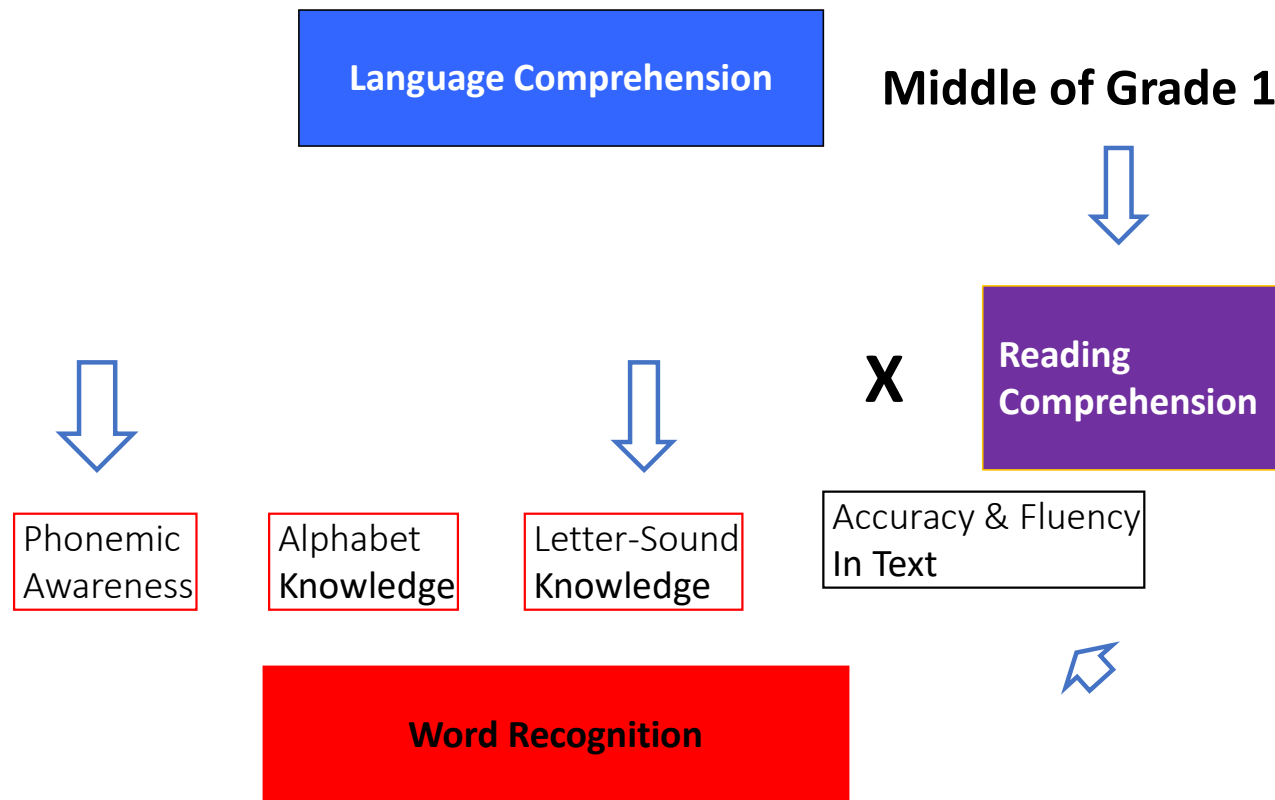 Language Comprehension
Middle of Grade 1
X
Reading
Comprehension
Phonemic
Awareness
Alphabet
Knowledge
Letter-Sound
Knowledge
Accuracy & Fluency
In Text
Word Recognition